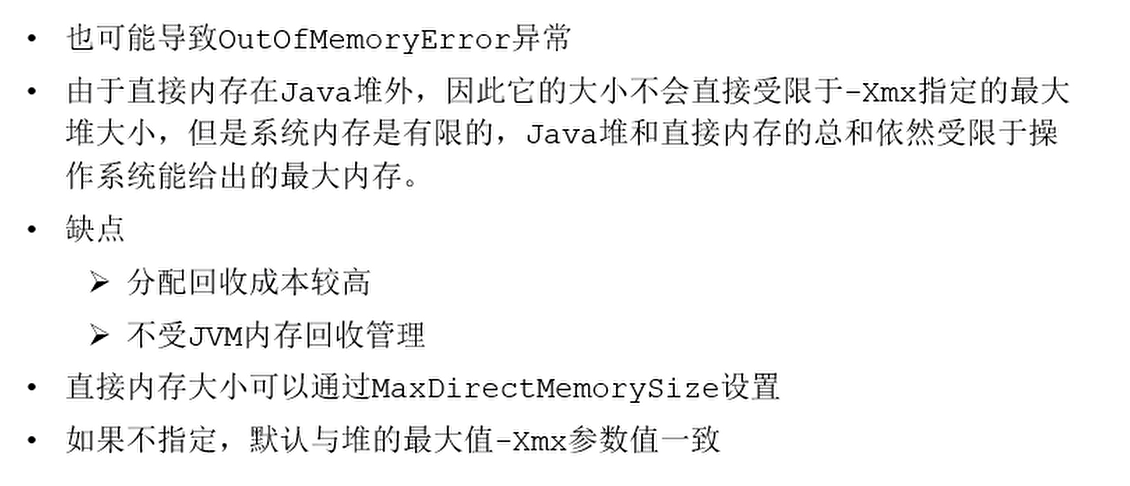 • 也可能导致OutOfMemoryError异常
• 由于直接内存在Java堆外，因此它的大小不会直接受限于-Xmx指定的最大
堆大小，但是系统内存是有限的，Java堆和直接内存的总和依然受限于操
作系统能给出的最大内存。
• 缺点
➢ 分配回收成本较高
➢ 不受JVM内存回收管理
• 直接内存大小可以通过MaxDirectMemorySize设置
• 如果不指定，默认与堆的最大值-Xmx参数值一致